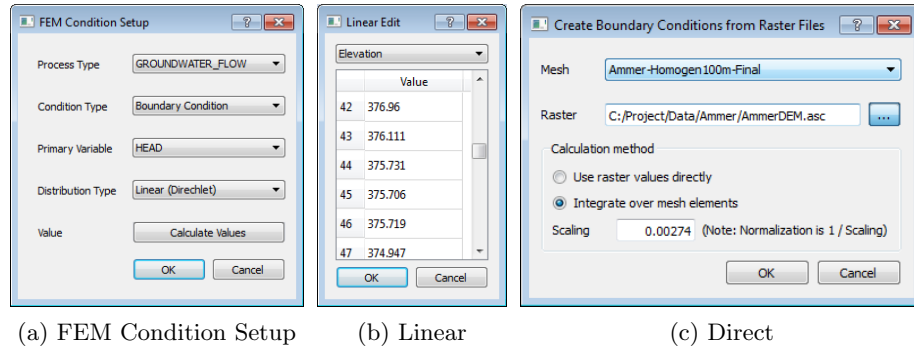 FEM Condition Setup
Process Type GROUNDWATER_FLOW
Condition Type Boundary Condition
Primary Variable HEAD
Distribution Type Linear (Direchlet)
Value Calculate Values
OK Cancel
(a) FEM Condition Setup
Linear Edit
Elevation
Value
42 376.96
43 376.111
44 375.731
45 375.706
46 375.719
47 374.947
OK Cancel
(b) Linear
Create Boundary Conditions from Raster Files
Mesh Ammer-Homogen100m-Final
Raster C:/Project/Data/Ammer/AmmerDEM.asc ...
Calculation method
Use raster values directly
Integrate over mesh elements
Scaling 0.00274 (Note: Normalization is 1 / Scaling)
OK Cancel
(c) Direct